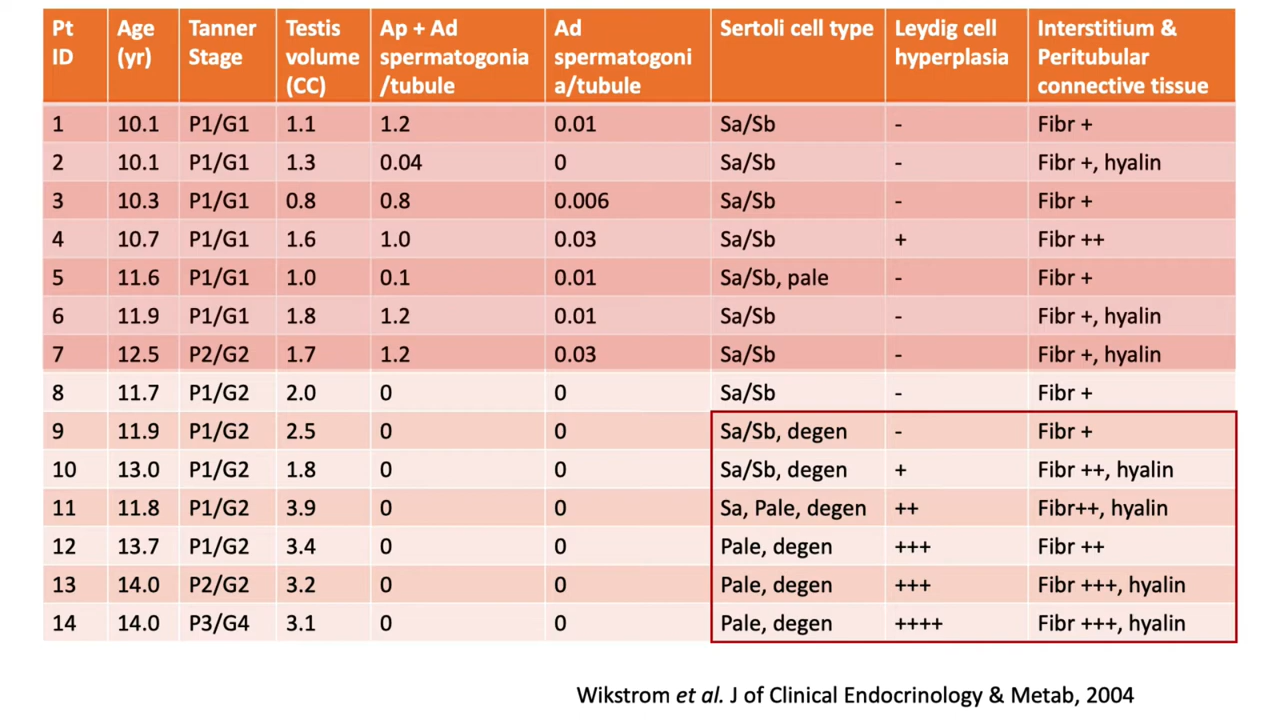 Pt ID | Age (yr) | Tanner Stage | Testis volume (CC) | Ap + Ad spermatogonia /tubule | Ad spermatogoni a/tubule | Sertoli cell type | Leydig cell hyperplasia | Interstitium & Peritubular connective tissue
1 | 10.1 | P1/G1 | 1.1 | 1.2 | 0.01 | Sa/Sb | - | Fibr +
2 | 10.1 | P1/G1 | 1.3 | 0.04 | 0 | Sa/Sb | - | Fibr +, hyalin
3 | 10.3 | P1/G1 | 0.8 | 0.8 | 0.006 | Sa/Sb | - | Fibr +
4 | 10.7 | P1/G1 | 1.6 | 1.0 | 0.03 | Sa/Sb | + | Fibr ++
5 | 11.6 | P1/G1 | 1.0 | 0.1 | 0.01 | Sa/Sb, pale | - | Fibr +
6 | 11.9 | P1/G1 | 1.8 | 1.2 | 0.01 | Sa/Sb | - | Fibr +, hyalin
7 | 12.5 | P2/G2 | 1.7 | 1.2 | 0.03 | Sa/Sb | - | Fibr +, hyalin
8 | 11.7 | P1/G2 | 2.0 | 0 | 0 | Sa/Sb | - | Fibr +
9 | 11.9 | P1/G2 | 2.5 | 0 | 0 | Sa/Sb, degen | - | Fibr +
10 | 13.0 | P1/G2 | 1.8 | 0 | 0 | Sa/Sb, degen | + | Fibr ++, hyalin
11 | 11.8 | P1/G2 | 3.9 | 0 | 0 | Sa, Pale, degen | ++ | Fibr++, hyalin
12 | 13.7 | P1/G2 | 3.4 | 0 | 0 | Pale, degen | +++ | Fibr ++
13 | 14.0 | P2/G2 | 3.2 | 0 | 0 | Pale, degen | +++ | Fibr +++, hyalin
14 | 14.0 | P3/G4 | 3.1 | 0 | 0 | Pale, degen | ++++ | Fibr +++, hyalin
Wikstrom et al. J of Clinical Endocrinology & Metab, 2004